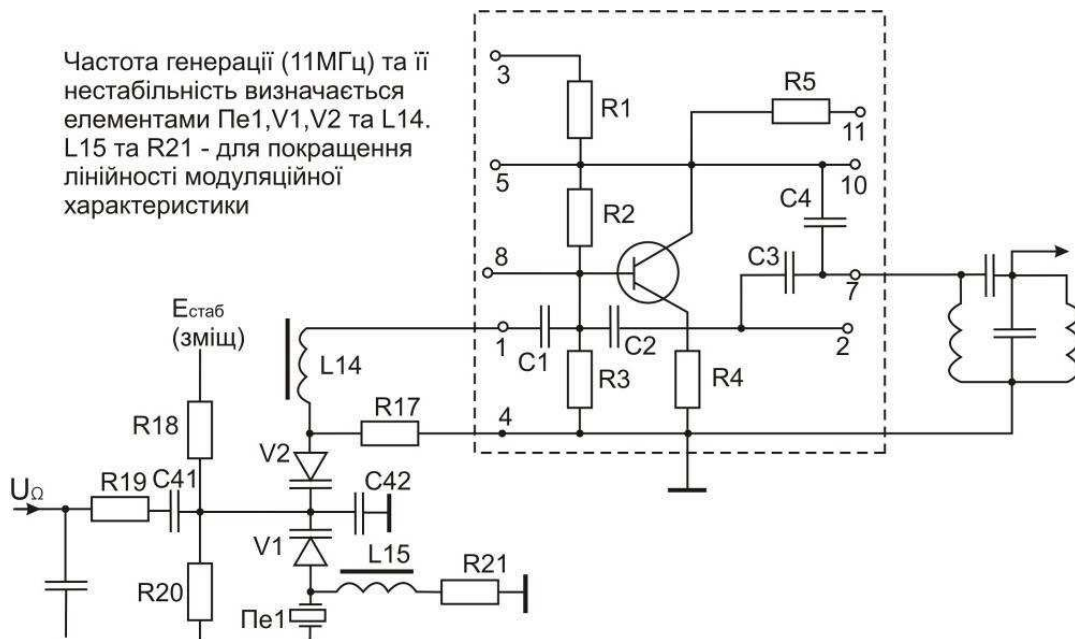 Частота генерації (11МГц) та її
нестабільність визначається
елементами Пе1,V1,V2 та L14.
L15 та R21 - для покращення
лінійності модуляційної
характеристики
3
R1
R5
11
5
10
R2
C4
8
C3
7
Eстаб
(зміщ)
1
C1
C2
2
L14
R3
R4
R17
4
R18
V2
UΩ
R19
C41
C42
V1
L15
R21
R20
Пе1